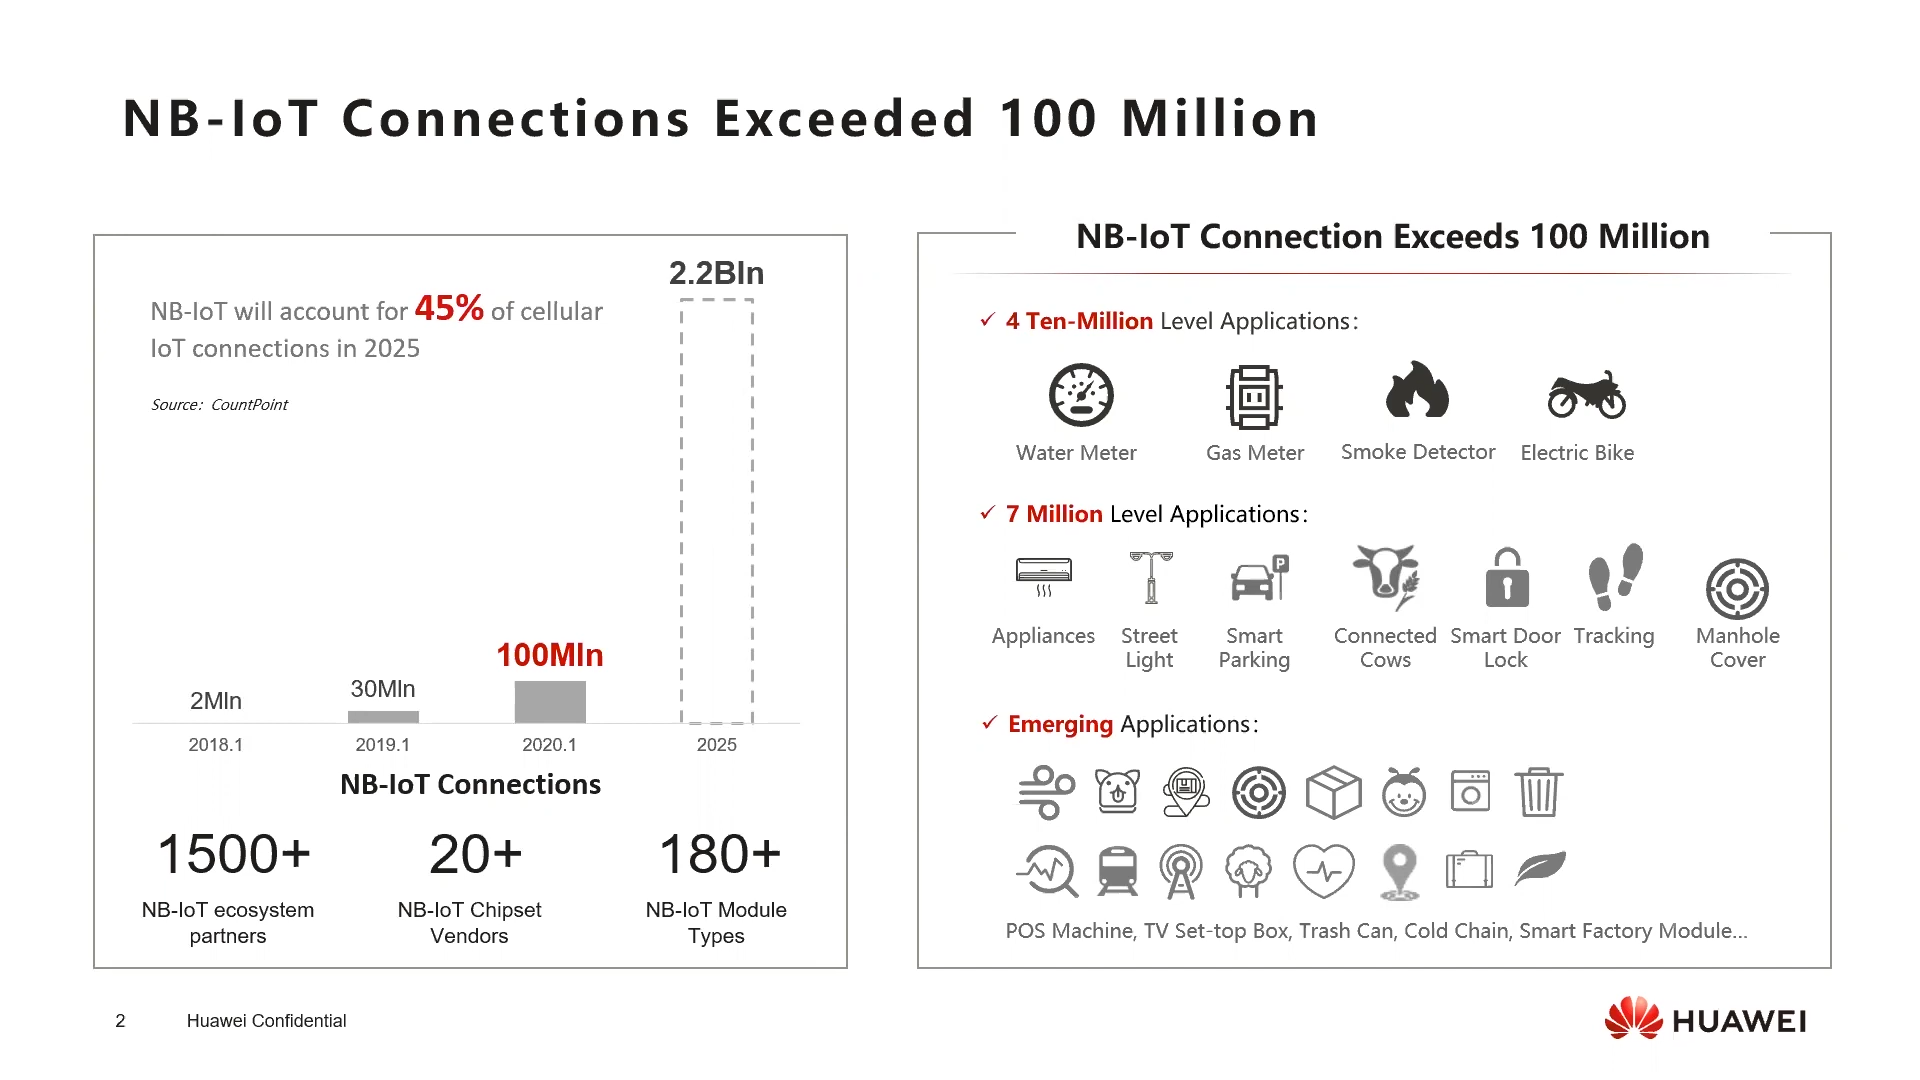 NB-IoT Connections Exceeded 100 Million
NB-IoT will account for 45% of cellular
IoT connections in 2025
Source: CountPoint
2.2Bln
100Mln
30Mln
2Mln
2018.1
2019.1
2020.1
2025
NB-IoT Connections
1500+
20+
180+
NB-IoT ecosystem
partners
NB-IoT Chipset
Vendors
NB-IoT Module
Types
NB-IoT Connection Exceeds 100 Million
✓ 4 Ten-Million Level Applications:
Water Meter
Gas Meter
Smoke Detector
Electric Bike
✓ 7 Million Level Applications:
P
Appliances
Street
Light
Smart
Parking
Connected
Cows
Smart Door
Lock
Tracking
Manhole
Cover
✓ Emerging Applications:
POS Machine, TV Set-top Box, Trash Can, Cold Chain, Smart Factory Module...
2
Huawei Confidential
HUAWEI